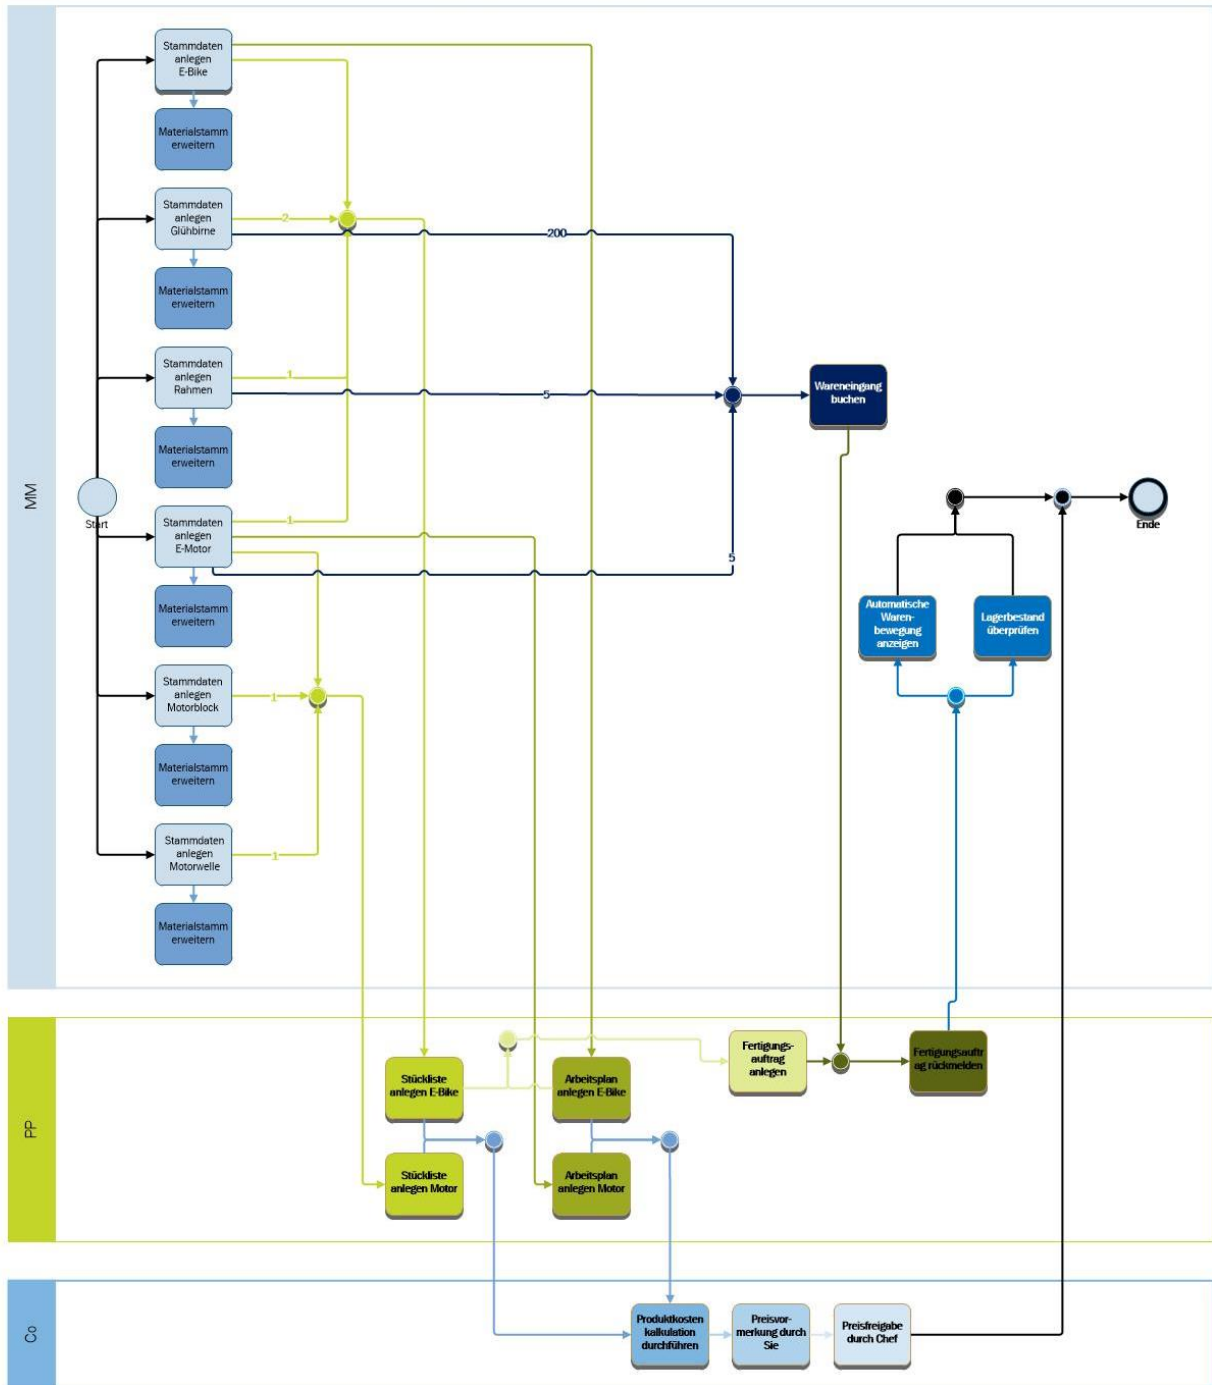 MM
Start
Stammdaten
anlegen
E-Bike
Materialstamm
erweitern
Stammdaten
anlegen
Glühbirne
2
200
Materialstamm
erweitern
Stammdaten
anlegen
Rahmen
1
5
Materialstamm
erweitern
Wareneingang
buchen
Stammdaten
anlegen
E-Motor
1
5
Materialstamm
erweitern
Ende
Automatische
Waren-
bewegung
anzeigen
Lagerbestand
überprüfen
Stammdaten
anlegen
Motorblock
1
Materialstamm
erweitern
Stammdaten
anlegen
Motorwelle
1
Materialstamm
erweitern
PP
Stückliste
anlegen E-Bike
Arbeitsplan
anlegen E-Bike
Fertigungs-
auftrag
anlegen
Fertigungsauftr
ag rückmelden
Stückliste
anlegen Motor
Arbeitsplan
anlegen Motor
Co
Produktkosten
kalkulation
durchführen
Preisvor-
merkung durch
Sie
Preisfreigabe
durch Chef